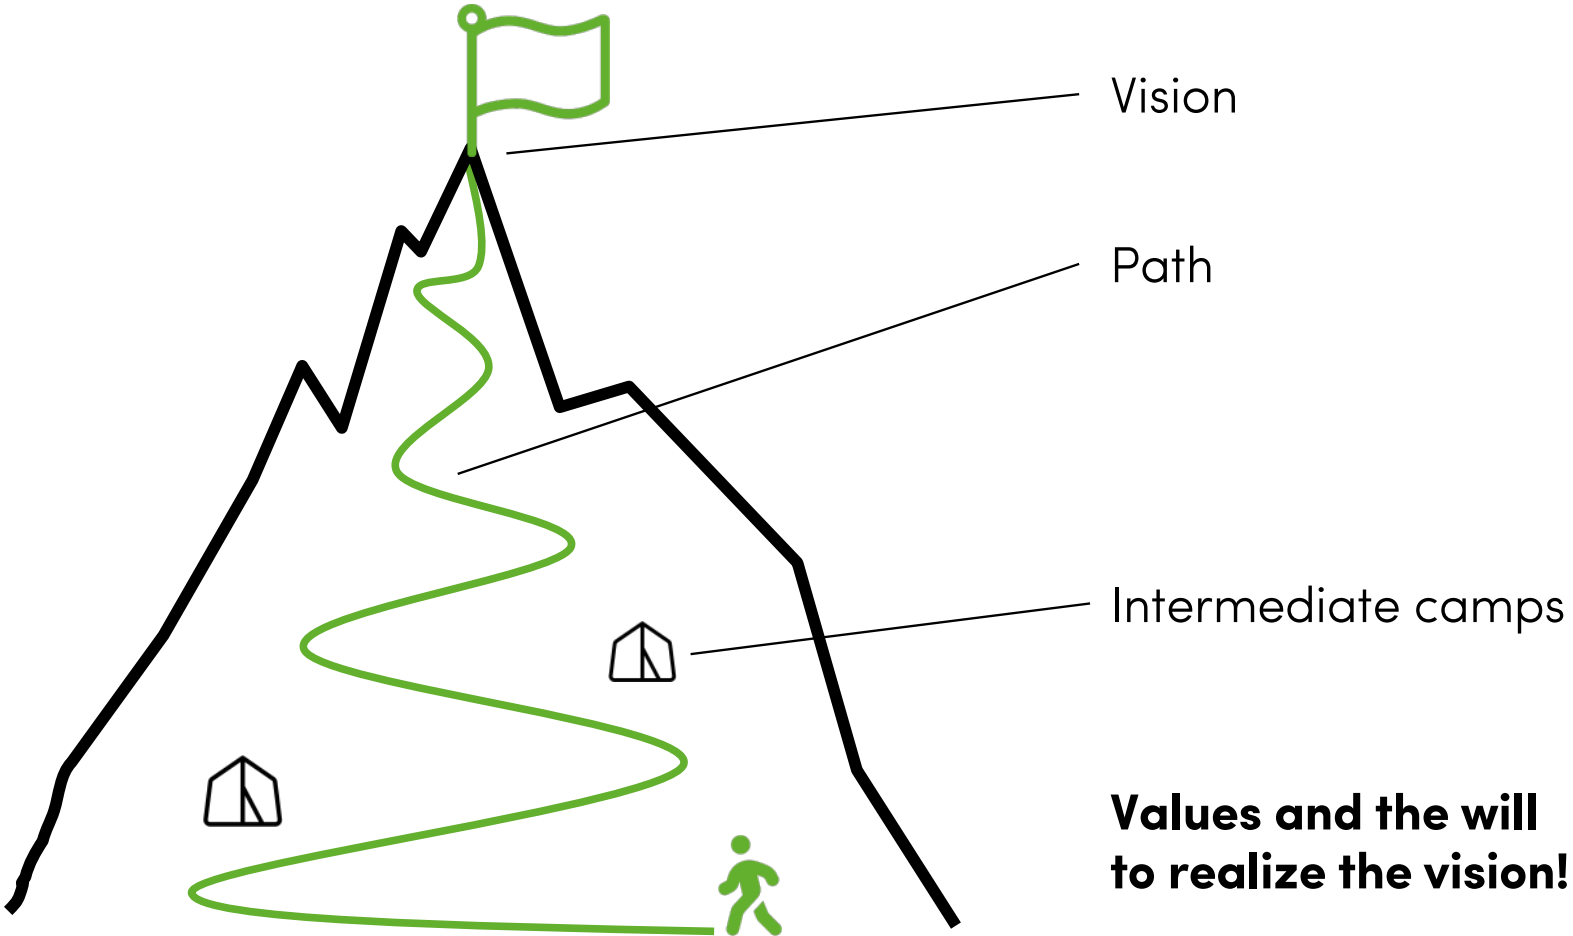 Vision
Path
Intermediate camps
Values and the will
to realize the vision!